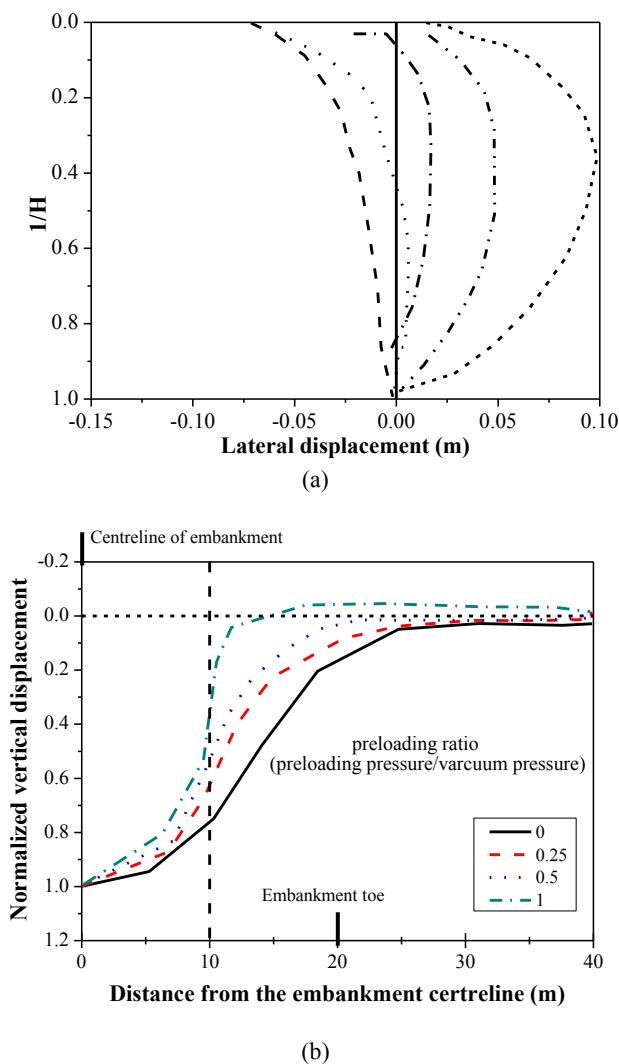 0.0
0.2
0.4
0.6
0.8
1.0
1/H
-0.15
-0.10
-0.05
0.00
0.05
0.10
Lateral displacement (m)
(a)
Centreline of embankment
-0.2
0.0
0.2
0.4
0.6
0.8
1.0
1.2
Normalized vertical displacement
preloading ratio
(preloading pressure/varcuum pressure)
0
0.25
0.5
1
Embankment toe
0
10
20
30
40
Distance from the embankment certreline (m)
(b)